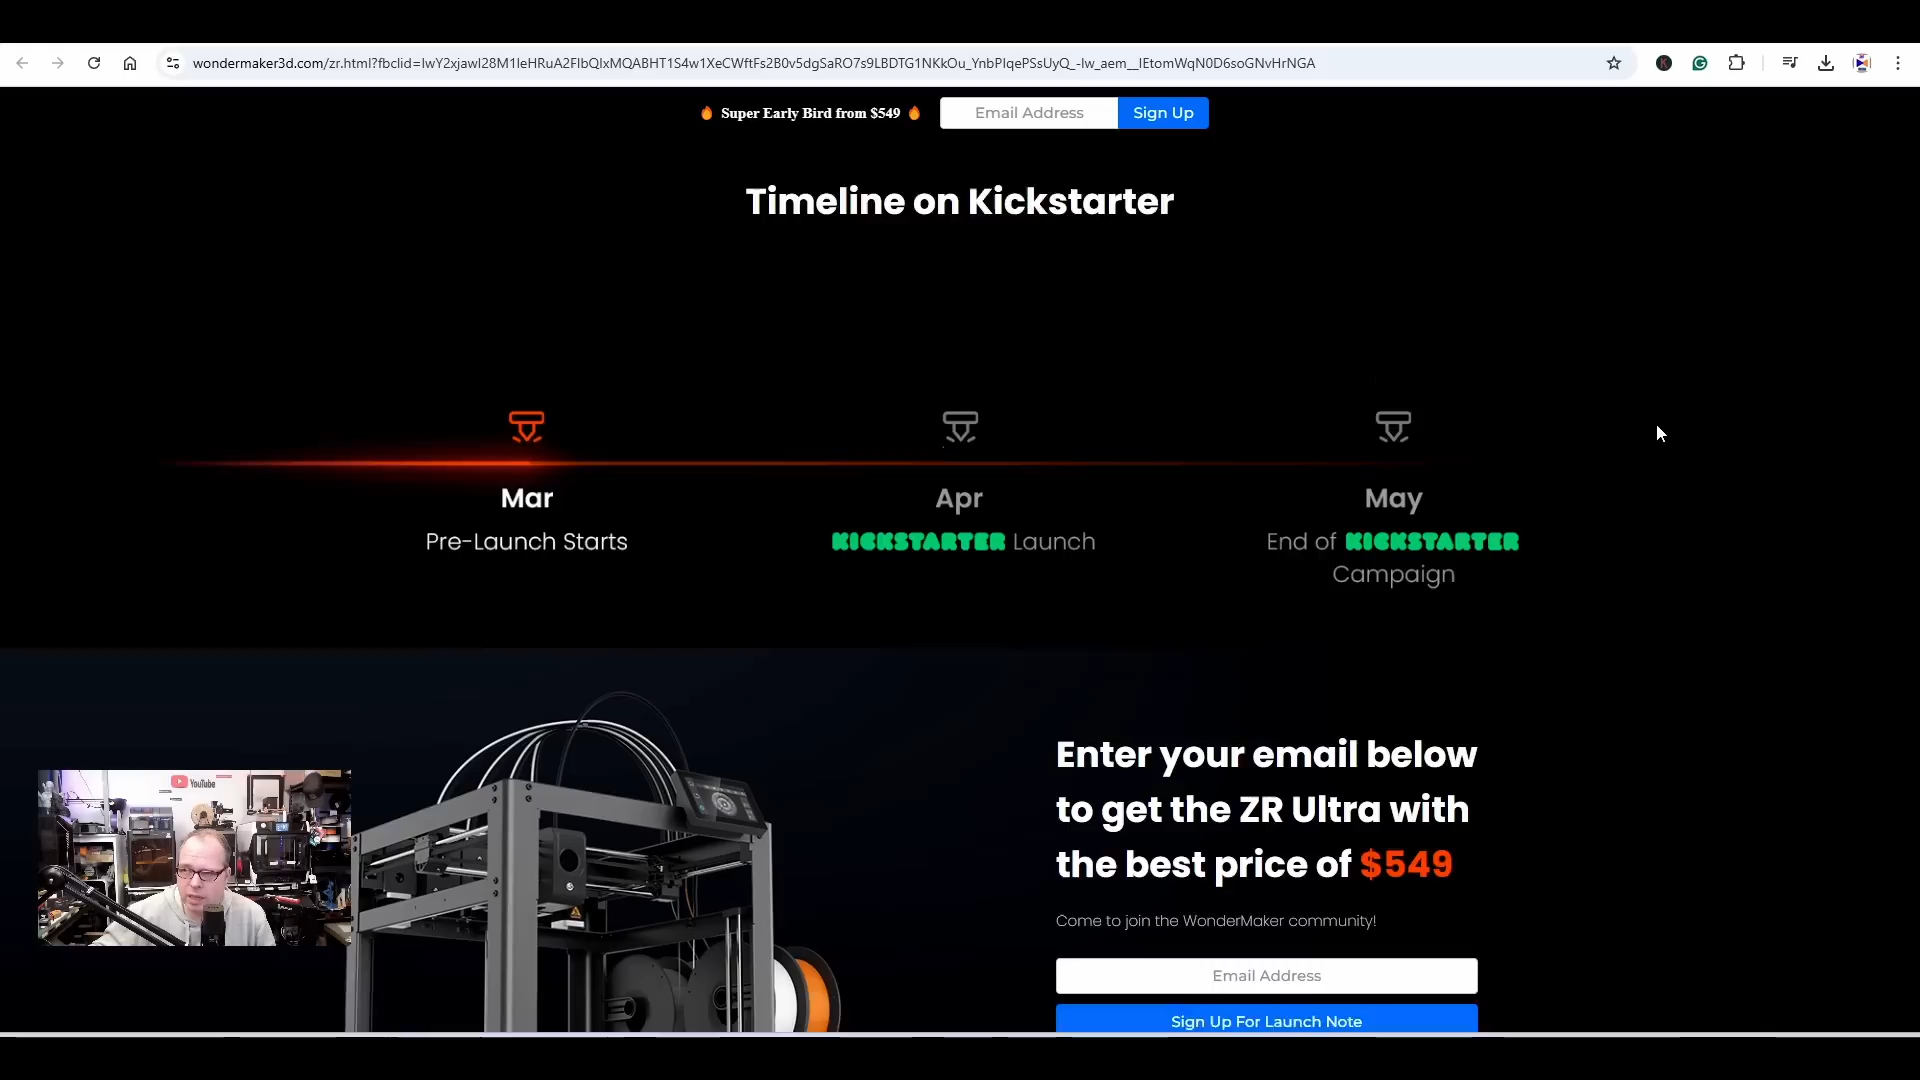 wondermaker3d.com/zr.html?fbclid=IwY2xjawI28M1leHRuA2FlbQIxMQABHT1S4w1XeCWftFs2B0v5dgSaRO7s9LBDTG1NKkOu_YnbPIqePSsUyQ_-lw_aem__lEtomWqN0D6soGNvHrNGA
Super Early Bird from $549
Email Address
Sign Up
Timeline on Kickstarter
Mar
Apr
May
Pre-Launch Starts
KICKSTARTER Launch
End of KICKSTARTER
Campaign
Enter your email below
to get the ZR Ultra with
the best price of $549
Come to join the WonderMaker community!
Email Address
Sign Up For Launch Note
YouTube